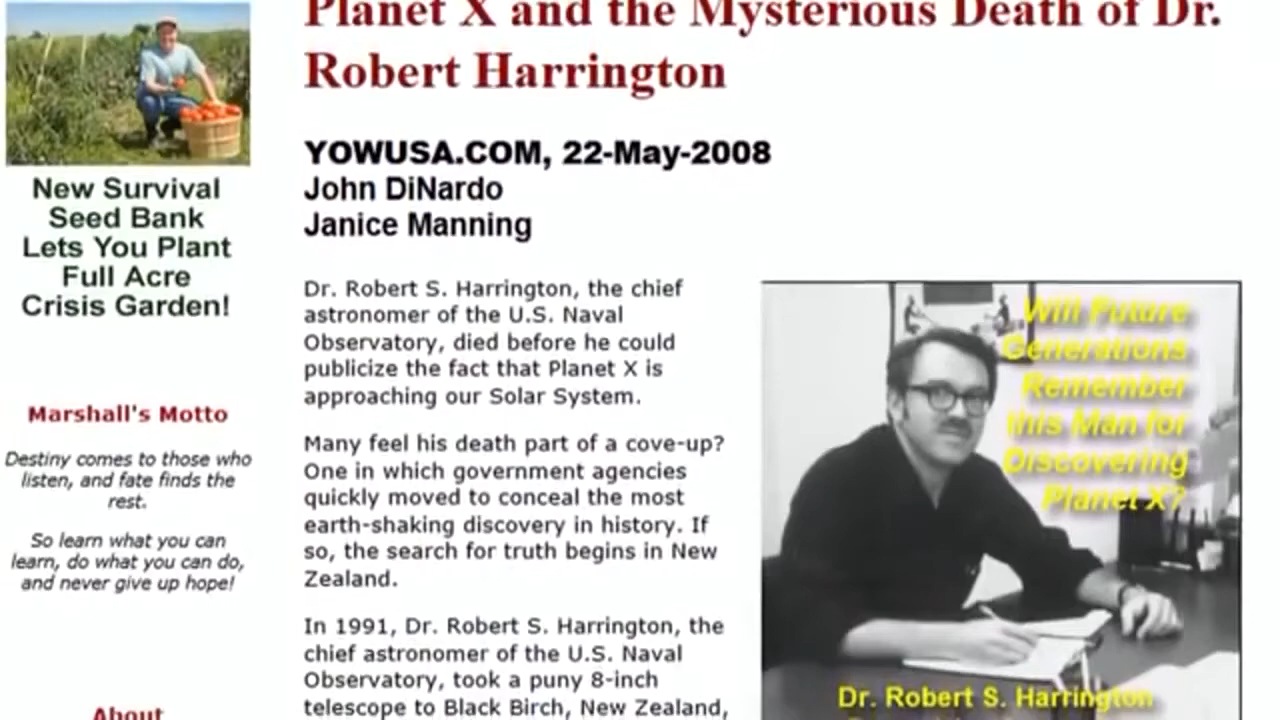 Planet X and the Mysterious Death of Dr.
Robert Harrington
YOWUSA.COM, 22-May-2008
John DiNardo
Janice Manning
New Survival
Seed Bank
Lets You Plant
Full Acre
Crisis Garden!
Marshall's Motto
Destiny comes to those who
listen, and fate finds the
rest.
So learn what you can
learn, do what you can do,
and never give up hope!
About
Dr. Robert S. Harrington, the chief
astronomer of the U.S. Naval
Observatory, died before he could
publicize the fact that Planet X is
approaching our Solar System.
Many feel his death part of a cove-up?
One in which government agencies
quickly moved to conceal the most
earth-shaking discovery in history. If
so, the search for truth begins in New
Zealand.
In 1991, Dr. Robert S. Harrington, the
chief astronomer of the U.S. Naval
Observatory, took a puny 8-inch
telescope to Black Birch, New Zealand,
Will Future
Generations
Remember
this Man for
Discovering
Planet X?
Dr. Robert S. Harrington